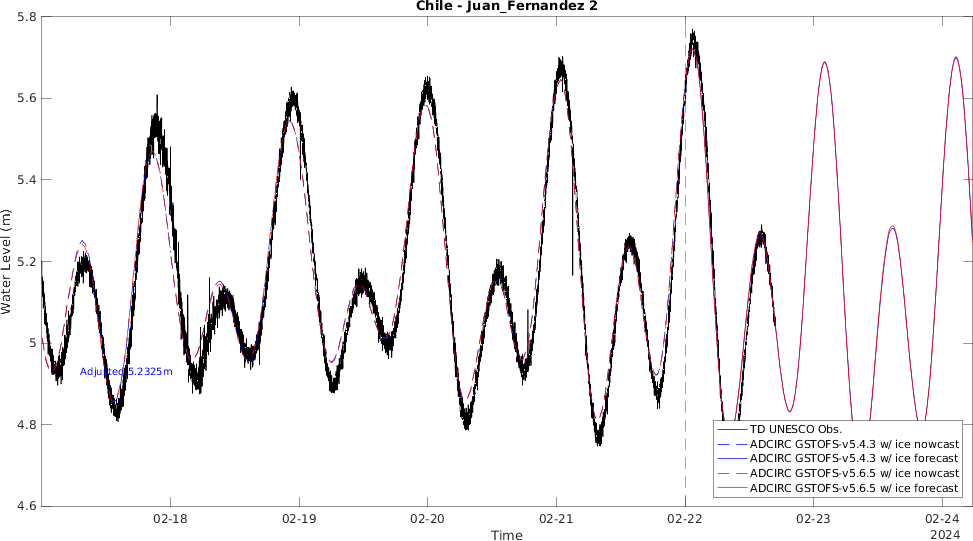 Chile - Juan_Fernandez 2
5.8
5.6
5.4
5.2
5
4.8
4.6
Water Level (m)
Adjusted 5.2325m
TD UNESCO Obs.
ADCIRC GSTOFS-v5.4.3 w/ ice nowcast
ADCIRC GSTOFS-v5.4.3 w/ ice forecast
ADCIRC GSTOFS-v5.6.5 w/ ice nowcast
ADCIRC GSTOFS-v5.6.5 w/ ice forecast
02-18
02-19
02-20
02-21
02-22
02-23
02-24
Time
2024